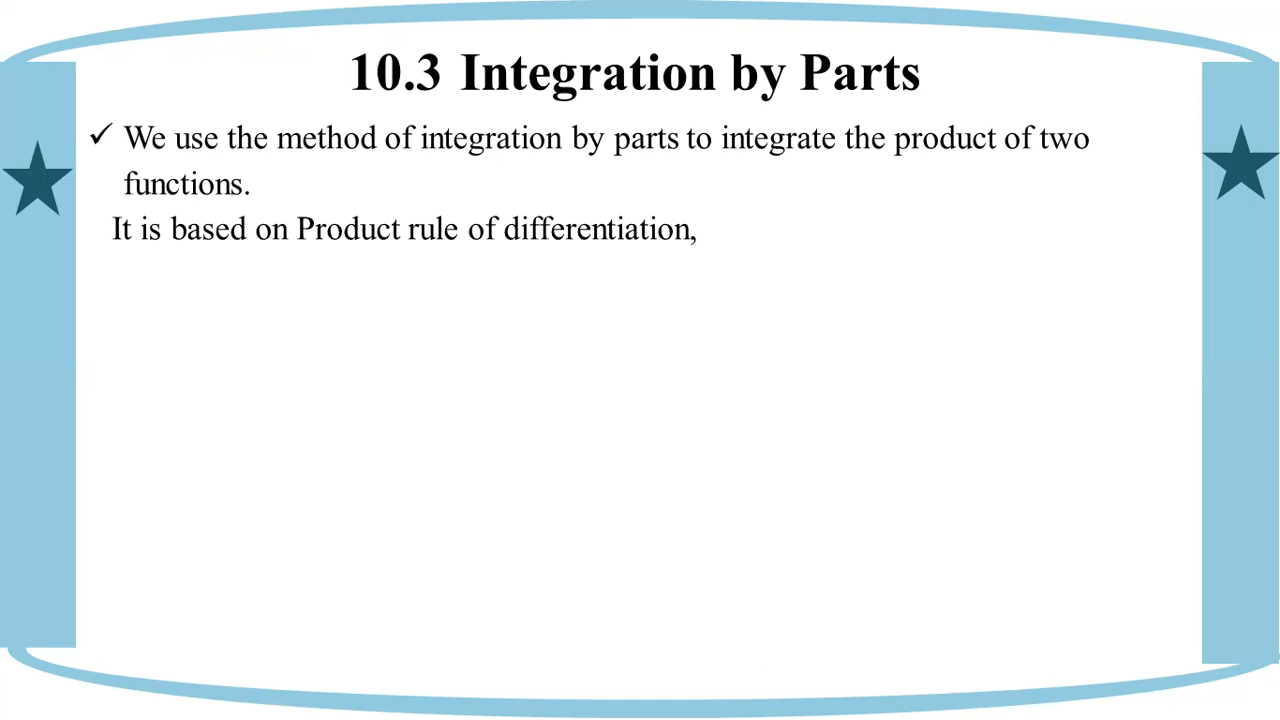 10.3 Integration by Parts
✓ We use the method of integration by parts to integrate the product of two
functions.
It is based on Product rule of differentiation,